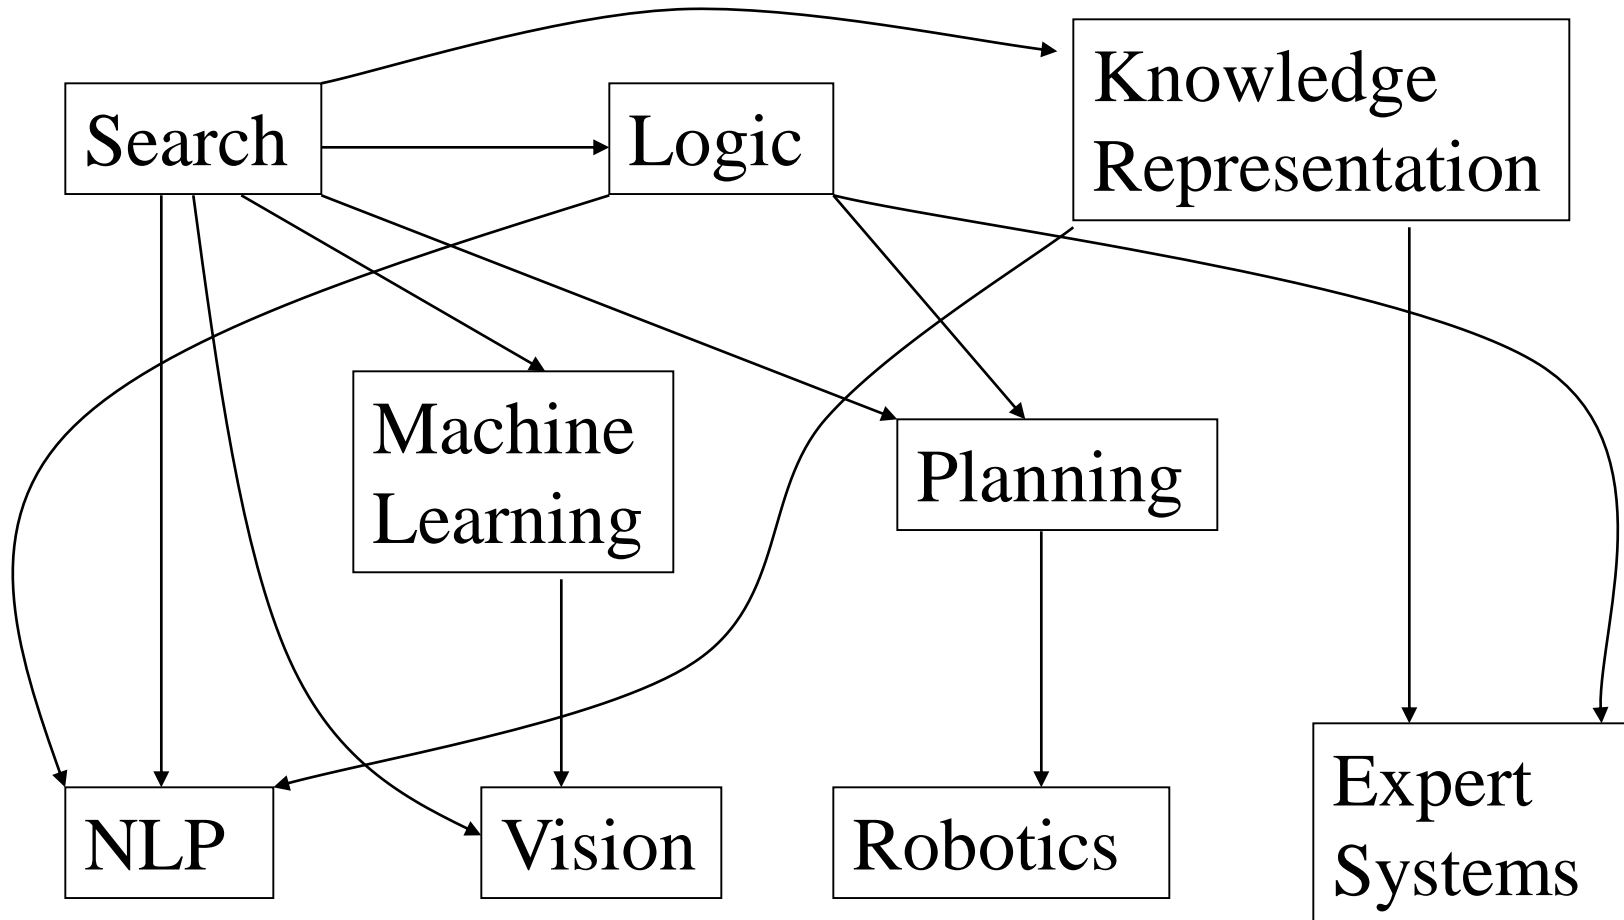 Search
Logic
Knowledge
Representation
Machine
Learning
Planning
NLP
Vision
Robotics
Expert
Systems